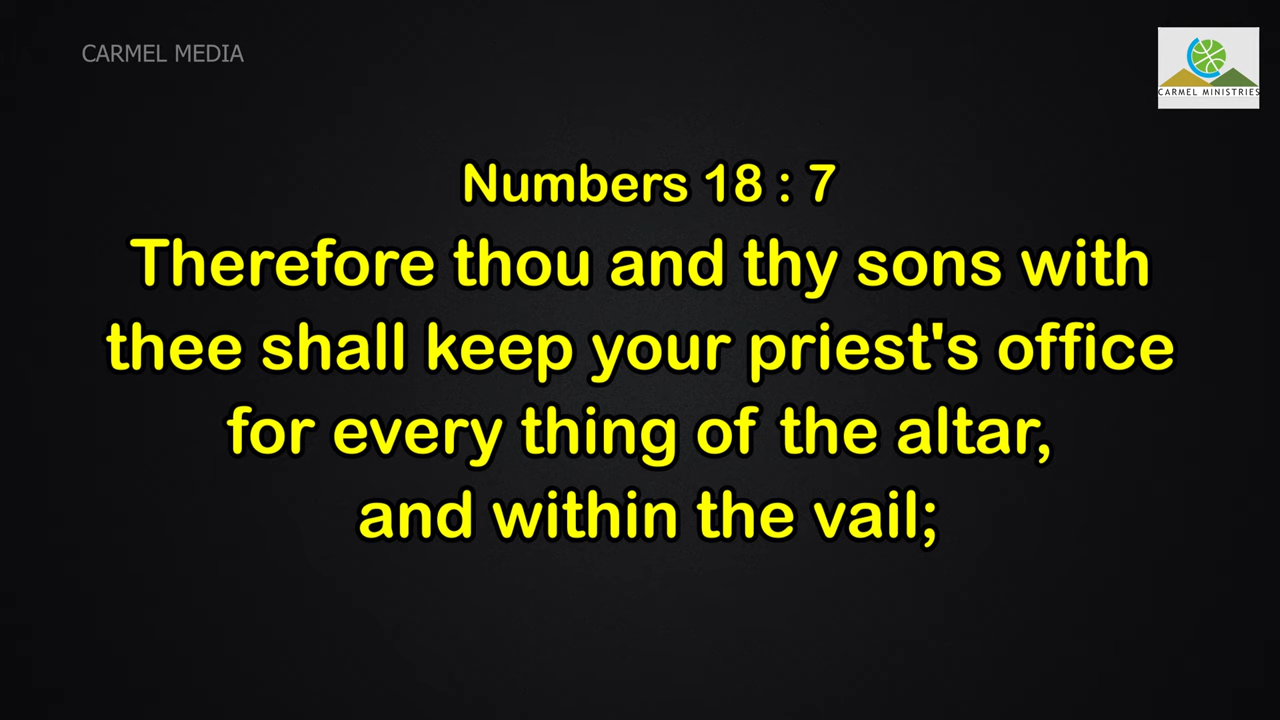 CARMEL MEDIA
CARMEL MINISTRIES
Numbers 18 : 7
Therefore thou and thy sons with
thee shall keep your priest's office
for every thing of the altar,
and within the vail;